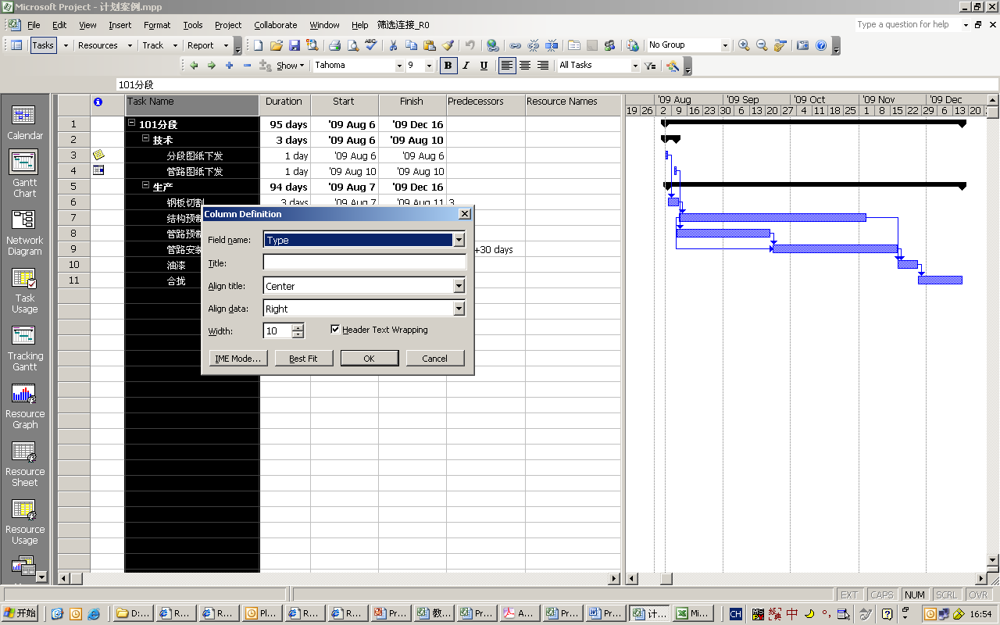 Microsoft Project - 计划案例.mpp
File Edit View Insert Format Tools Project Collaborate Window Help 筛选连接_R0 Type a question for help
Tasks Resources Track Report No Group
Show Tahoma 9 B I U All Tasks
101分段
Task Name Duration Start Finish Predecessors Resource Names
'09 Aug '09 Sep '09 Oct '09 Nov '09 Dec
19 26 2 9 16 23 30 6 13 20 27 4 11 18 25 1 8 15 22 29 6 13 20
1 101分段 95 days '09 Aug 6 '09 Dec 16
2 技术 3 days '09 Aug 6 '09 Aug 10
3 分段图纸下发 1 day '09 Aug 6 '09 Aug 6
4 管路图纸下发 1 day '09 Aug 10 '09 Aug 10
5 生产 94 days '09 Aug 7 '09 Dec 16
6 钢板切割 3 days '09 Aug 7 '09 Aug 11 3
7 结构预制
8 管路预制
9 管路安装 +30 days
10 油漆
11 合拢
Calendar
Gantt
Chart
Network
Diagram
Task
Usage
Tracking
Gantt
Resource
Graph
Resource
Sheet
Resource
Usage
Column Definition
Field name: Type
Title:
Align title: Center
Align data: Right
Width: 10 Header Text Wrapping
IME Mode... Best Fit OK Cancel
EXT CAPS NUM SCRL OVR
开始 D:... R... R... Pl... R... R... Pr... 教... Pr... A... Pr... Pr... 计... Mi... CH 中 16:54